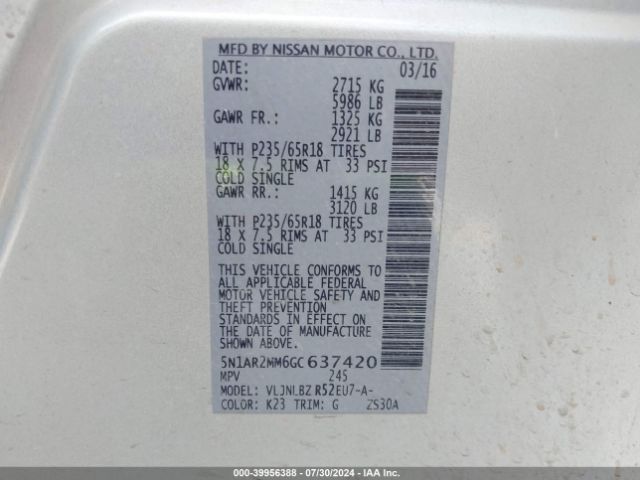 MFD BY NISSAN MOTOR CO., LTD.
DATE: 03/16
GVWR: 2715 KG
5986 LB
GAWR FR.: 1325 KG
2921 LB
WITH P235/65R18 TIRES
18 X 7.5 RIMS AT 33 PSI
COLD SINGLE
GAWR RR.: 1415 KG
3120 LB
WITH P235/65R18 TIRES
18 X 7.5 RIMS AT 33 PSI
COLD SINGLE
THIS VEHICLE CONFORMS TO
ALL APPLICABLE FEDERAL
MOTOR VEHICLE SAFETY AND
THEFT PREVENTION
STANDARDS IN EFFECT ON
THE DATE OF MANUFACTURE
SHOWN ABOVE.
5N1AR2MM6GC637420
MPV 245
MODEL: VLJNLBZ R52EU7-A-
COLOR: K23 TRIM: G ZS30A
000-39956388 - 07/30/2024 - IAA Inc.